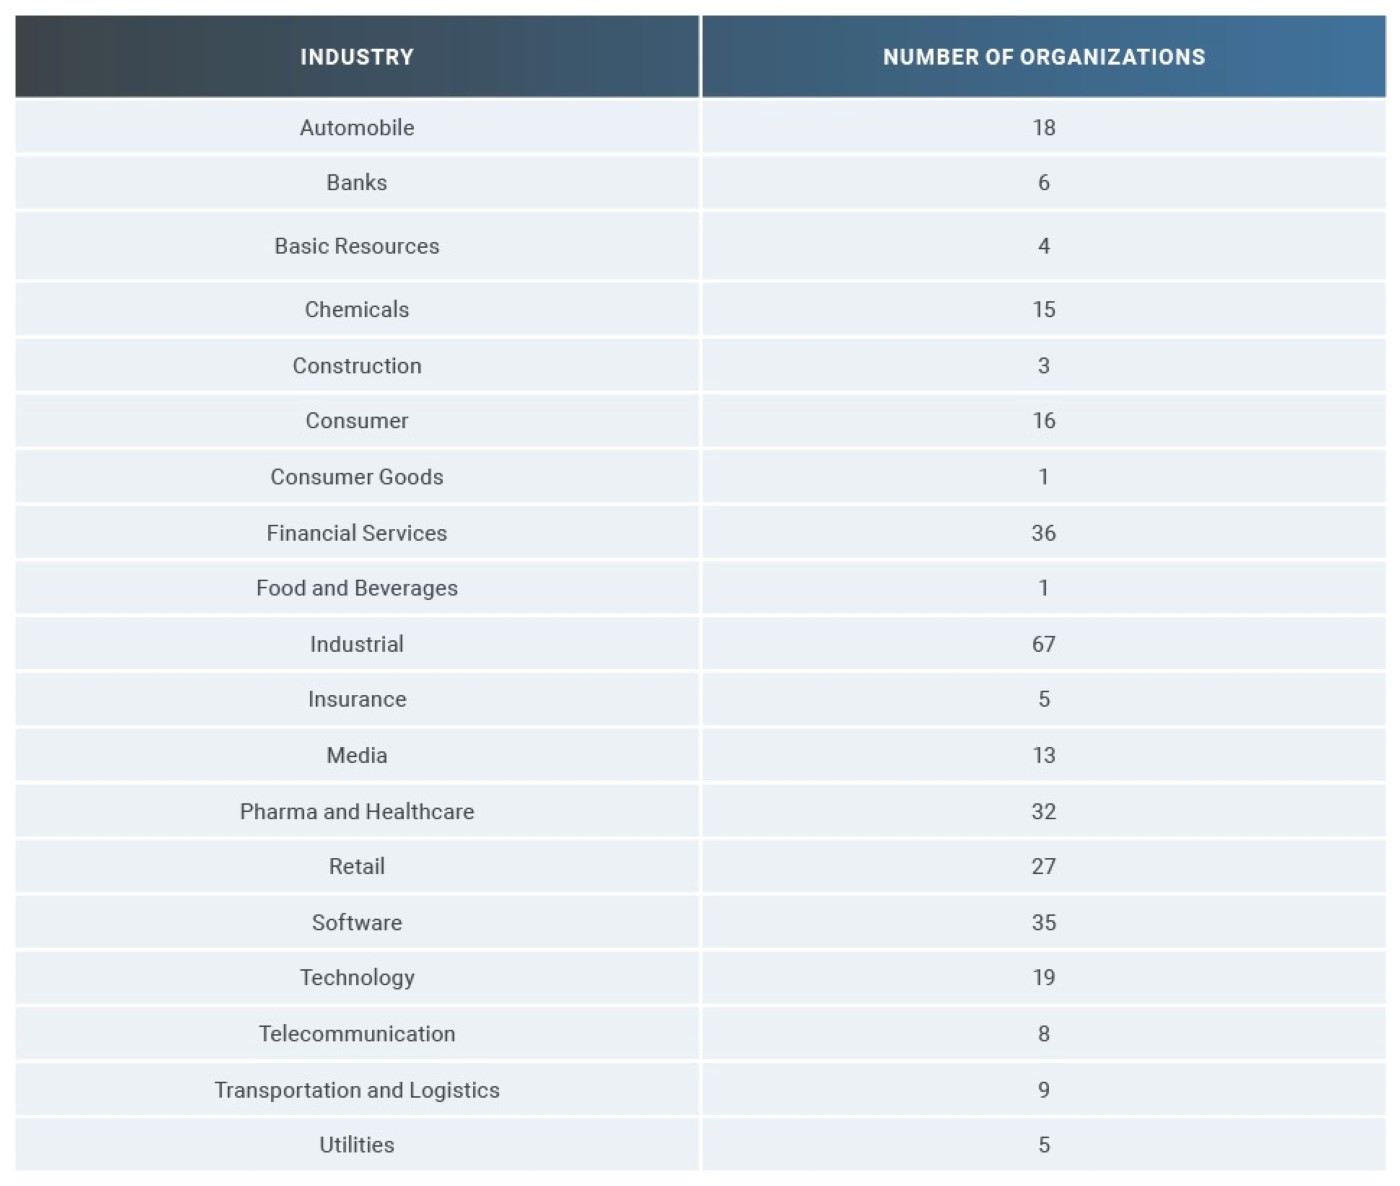 INDUSTRY NUMBER OF ORGANIZATIONS
Automobile 18
Banks 6
Basic Resources 4
Chemicals 15
Construction 3
Consumer 16
Consumer Goods 1
Financial Services 36
Food and Beverages 1
Industrial 67
Insurance 5
Media 13
Pharma and Healthcare 32
Retail 27
Software 35
Technology 19
Telecommunication 8
Transportation and Logistics 9
Utilities 5